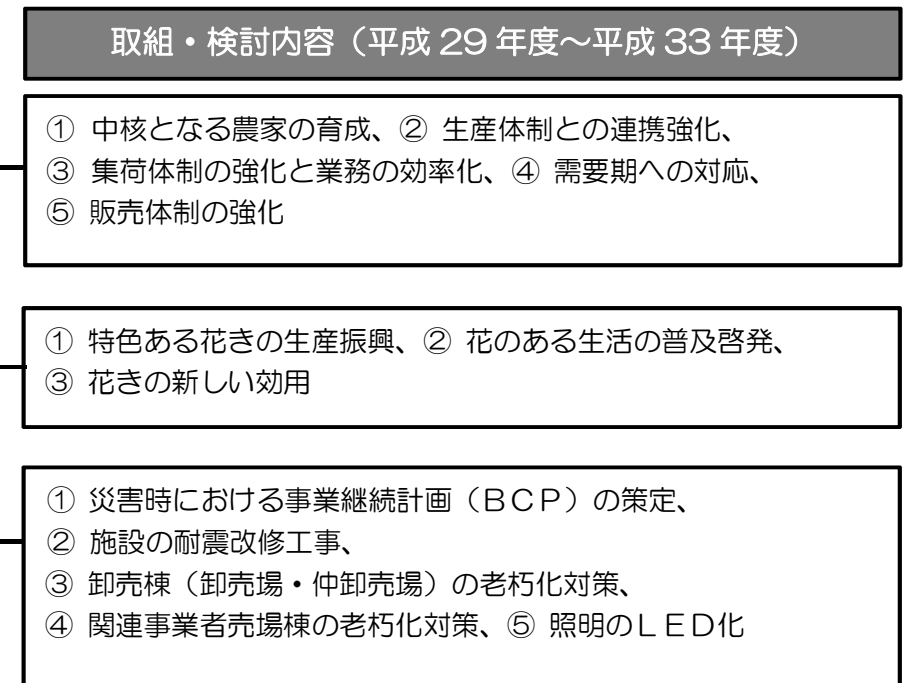 取組・検討内容（平成 29 年度～平成 33 年度）
① 中核となる農家の育成、② 生産体制との連携強化、
③ 集荷体制の強化と業務の効率化、④ 需要期への対応、
⑤ 販売体制の強化
① 特色ある花きの生産振興、② 花のある生活の普及啓発、
③ 花きの新しい効用
① 災害時における事業継続計画（ＢＣＰ）の策定、
② 施設の耐震改修工事、
③ 卸売棟（卸売場・仲卸売場）の老朽化対策、
④ 関連事業者売場棟の老朽化対策、⑤ 照明のＬＥＤ化